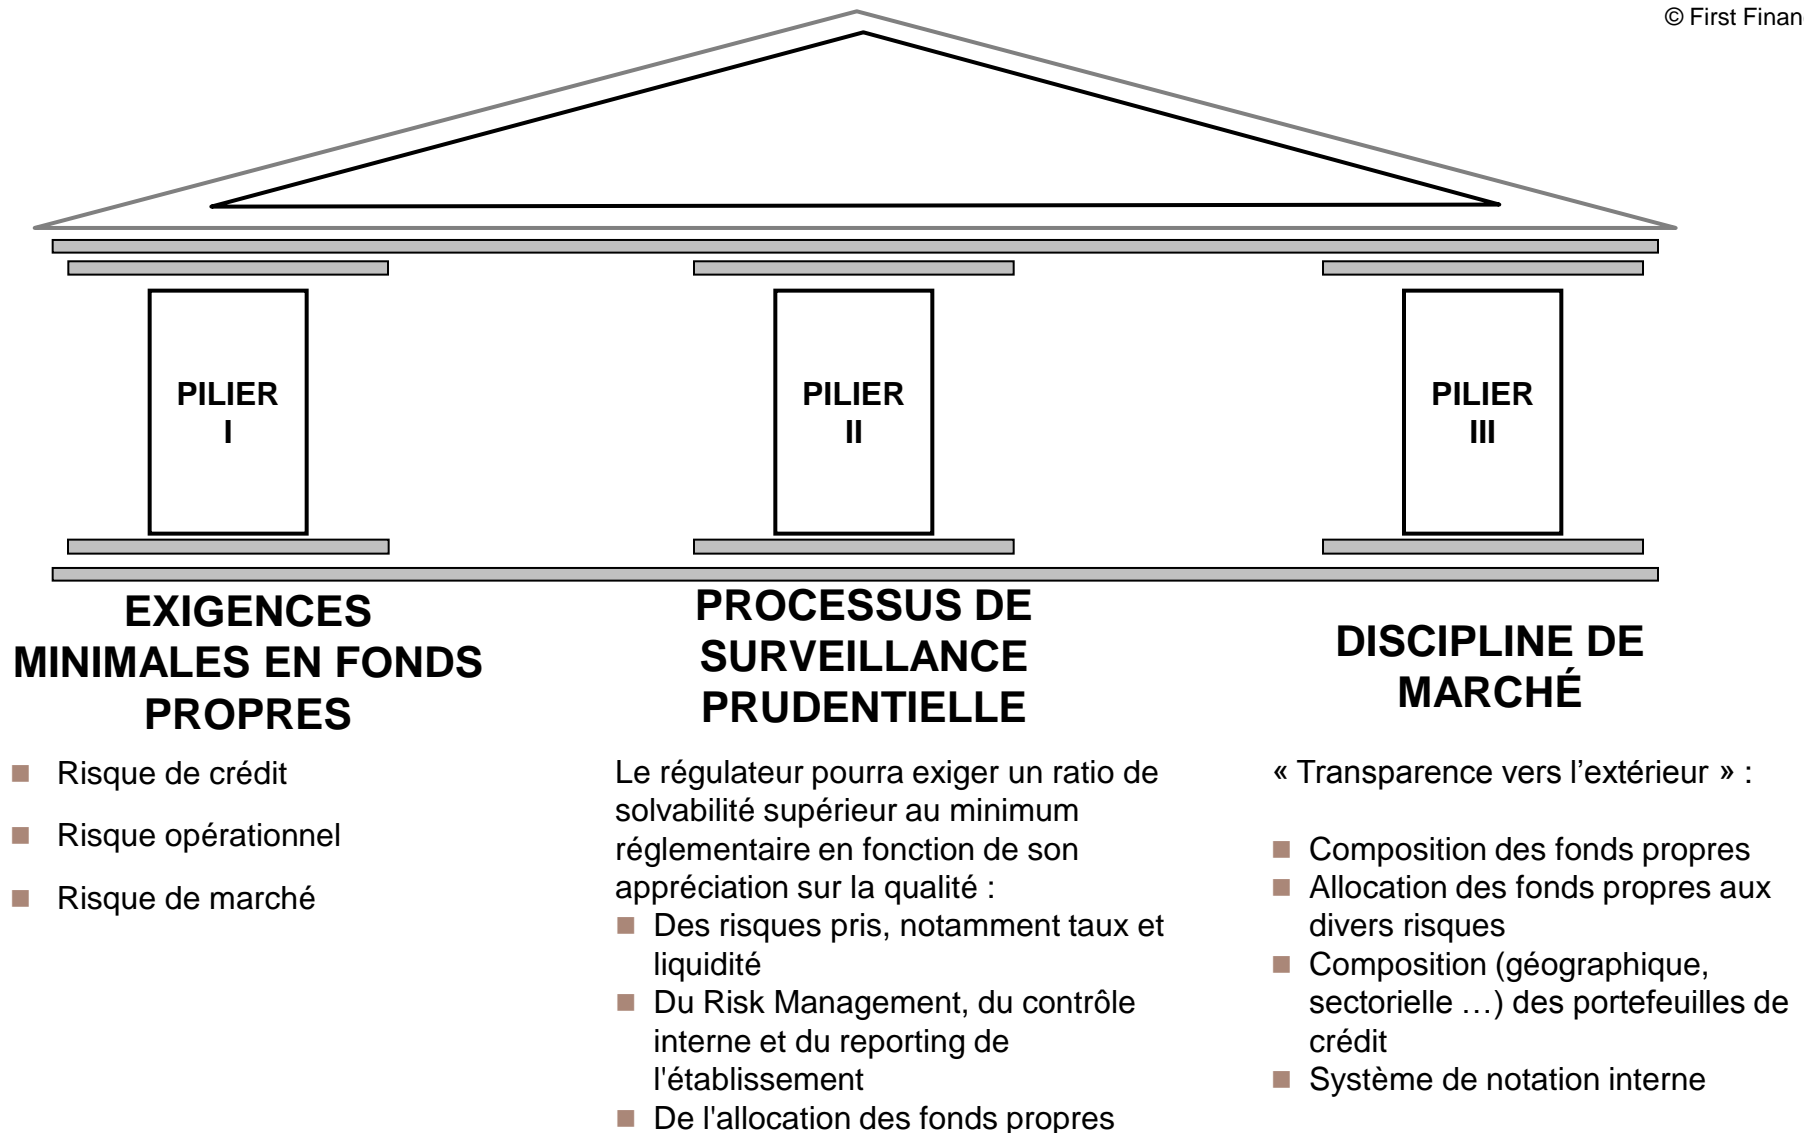 © First Finan
PILIER
I
PILIER
II
PILIER
III
EXIGENCES
MINIMALES EN FONDS
PROPRES
Risque de crédit
Risque opérationnel
Risque de marché
PROCESSUS DE
SURVEILLANCE
PRUDENTIELLE
Le régulateur pourra exiger un ratio de
solvabilité supérieur au minimum
réglementaire en fonction de son
appréciation sur la qualité :
Des risques pris, notamment taux et
liquidité
Du Risk Management, du contrôle
interne et du reporting de
l'établissement
De l'allocation des fonds propres
DISCIPLINE DE
MARCHÉ
« Transparence vers l’extérieur » :
Composition des fonds propres
Allocation des fonds propres aux
divers risques
Composition (géographique,
sectorielle …) des portefeuilles de
crédit
Système de notation interne